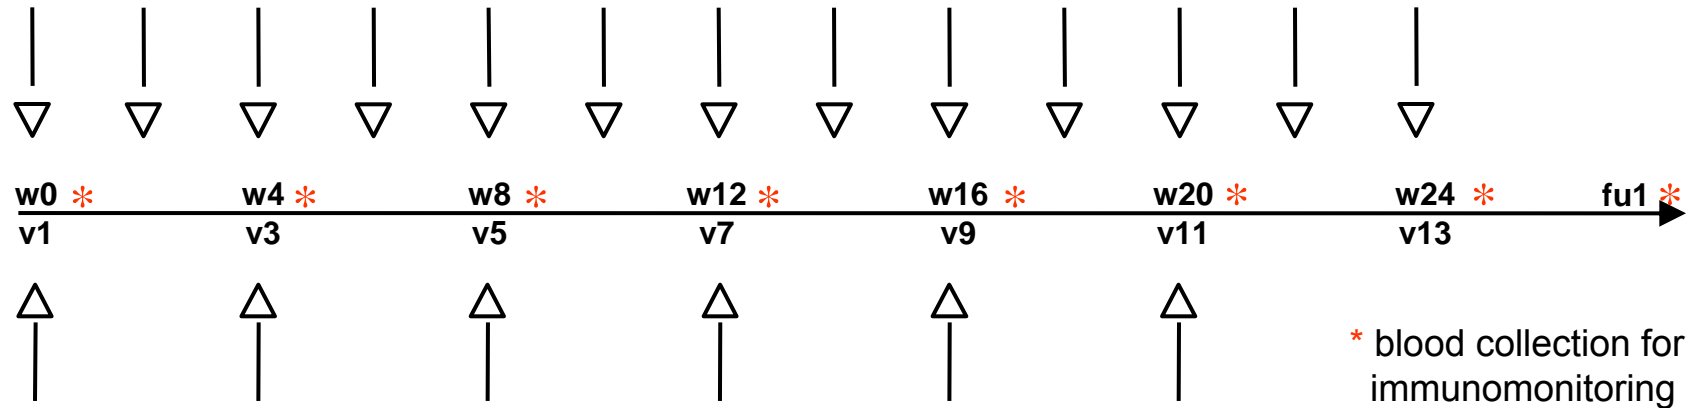 w0 * w4 * w8 * w12 * w16 * w20 * w24 * fu1 *
v1 v3 v5 v7 v9 v11 v13
* blood collection for
immunomonitoring